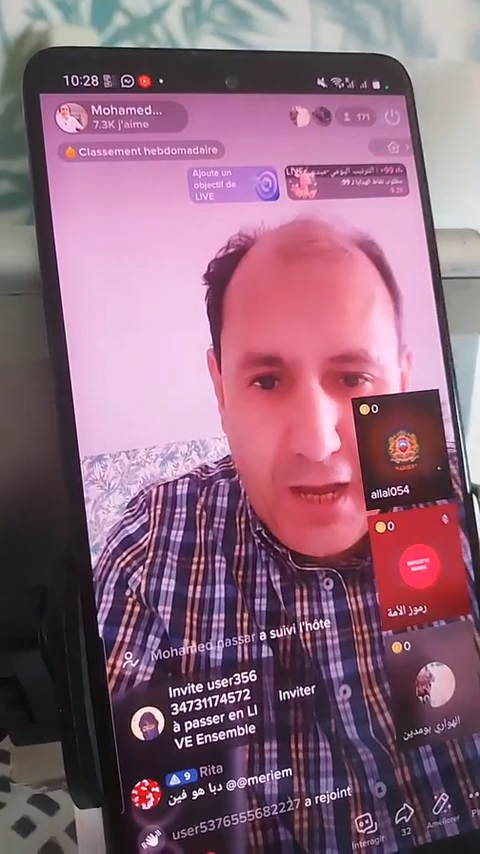 10:28
Mohamed...
7.3K j'aime
171
Classement hebdomadaire
Ajoute un
objectif de
LIVE
9.2K
0
allal054
0
رموز الأمة
0
الهواري بومدين
Mohamed nassar a suivi l'hôte
Invite user356
34731174572
à passer en LI
VE Ensemble
Inviter
9 Rita
دبا هو فين @@meriem
user5376555682227 a rejoint
Interagir
32
Améliorer